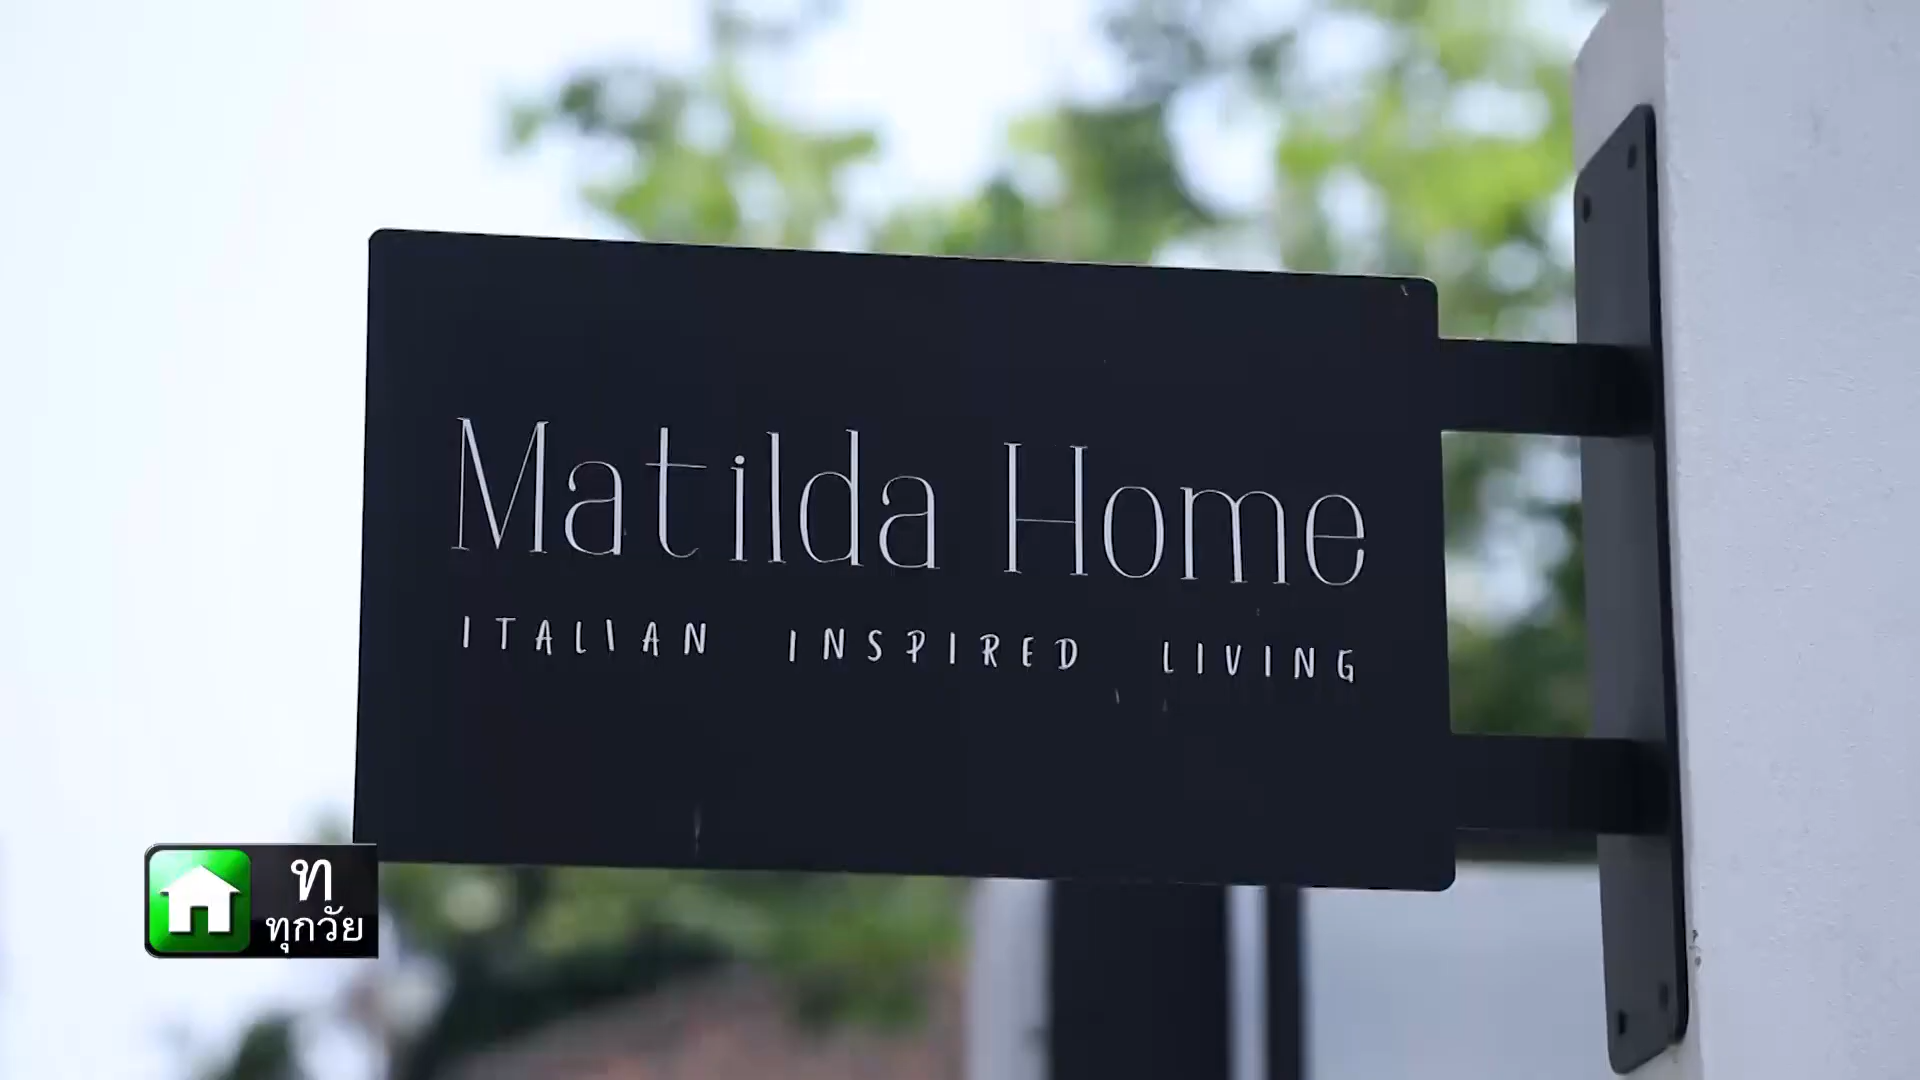 Matilda Home
ITALIAN INSPIRED LIVING
ท
ทุกวัย